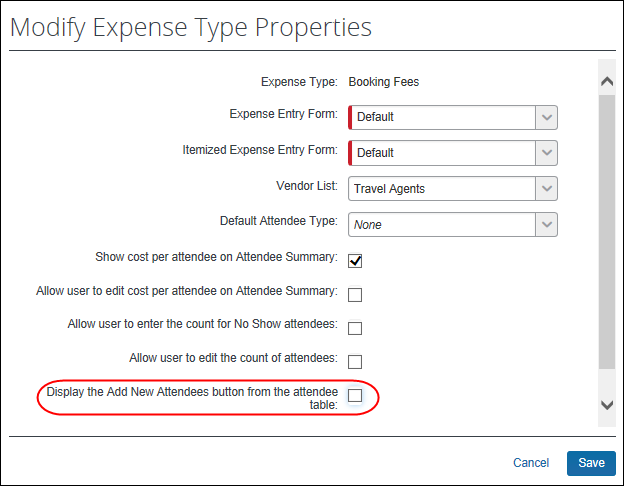 Modify Expense Type Properties
Expense Type: Booking Fees
Expense Entry Form: Default
Itemized Expense Entry Form: Default
Vendor List: Travel Agents
Default Attendee Type: None
Show cost per attendee on Attendee Summary:
Allow user to edit cost per attendee on Attendee Summary:
Allow user to enter the count for No Show attendees:
Allow user to edit the count of attendees:
Display the Add New Attendees button from the attendee
table:
Cancel Save